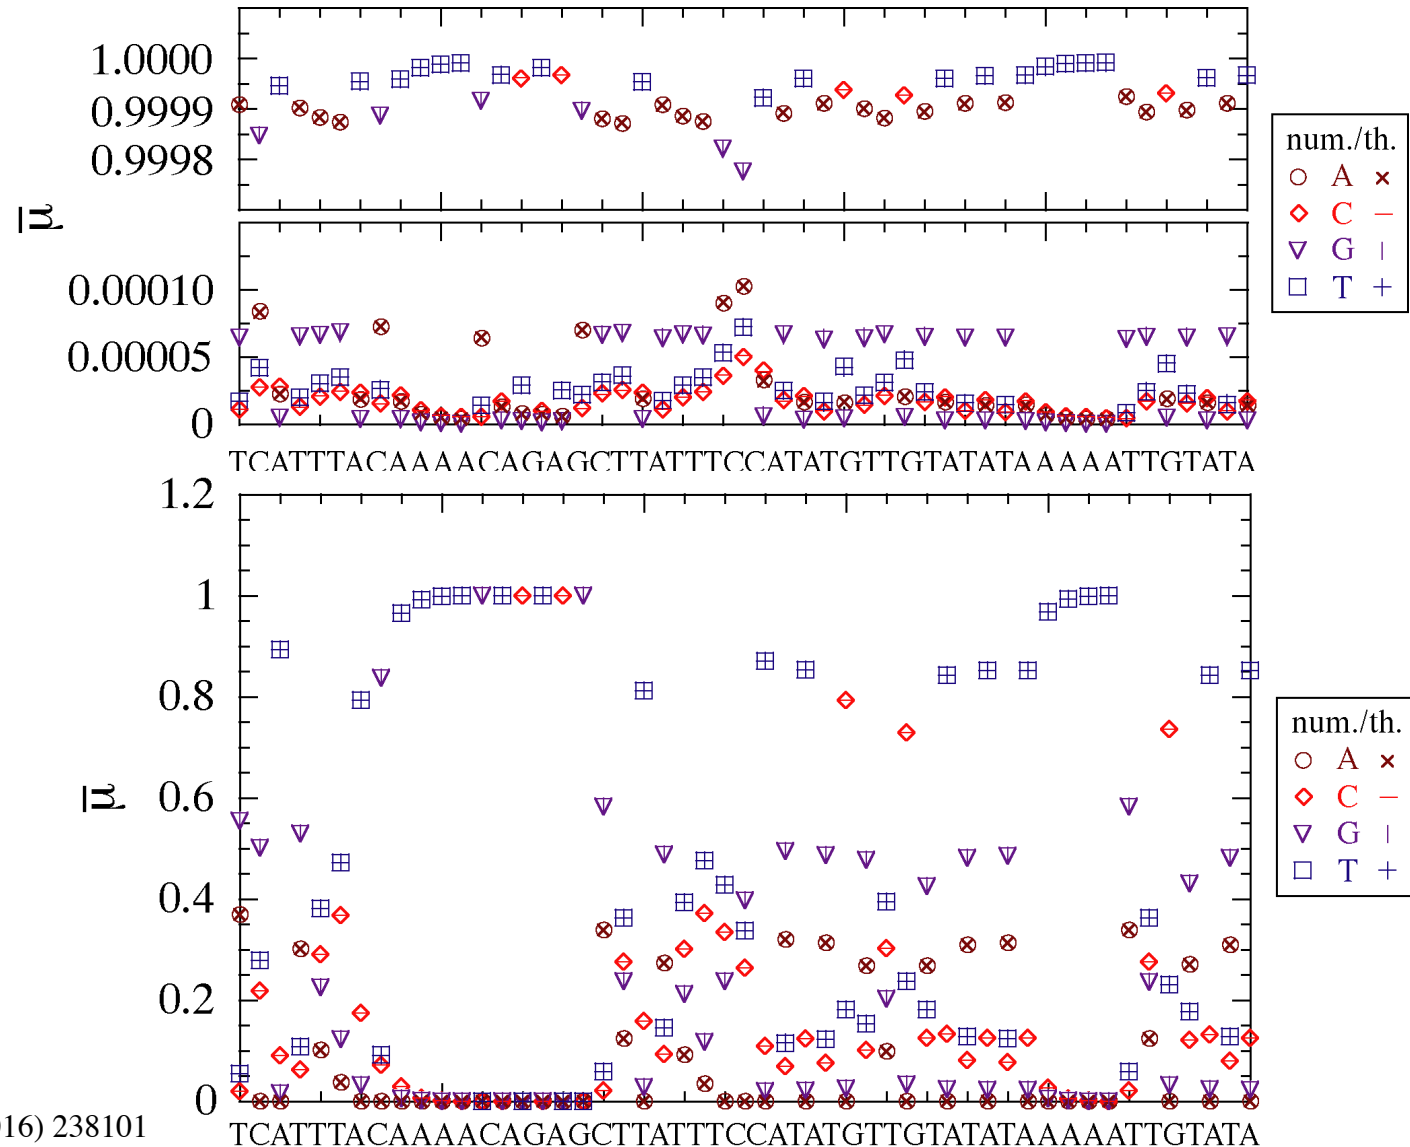 1.0000
0.9999
0.9998
μ̄
0.00010
0.00005
0
TCATTTACAAAACAGAGCTTATTTCCATATGTTGTATATAAAAATTGTATA
num./th.
A
C
G
T
1.2
1
0.8
0.6
0.4
0.2
0
μ̄
TCATTTACAAAACAGAGCTTATTTCCATATGTTGTATATAAAAATTGTATA
num./th.
A
C
G
T
16) 238101